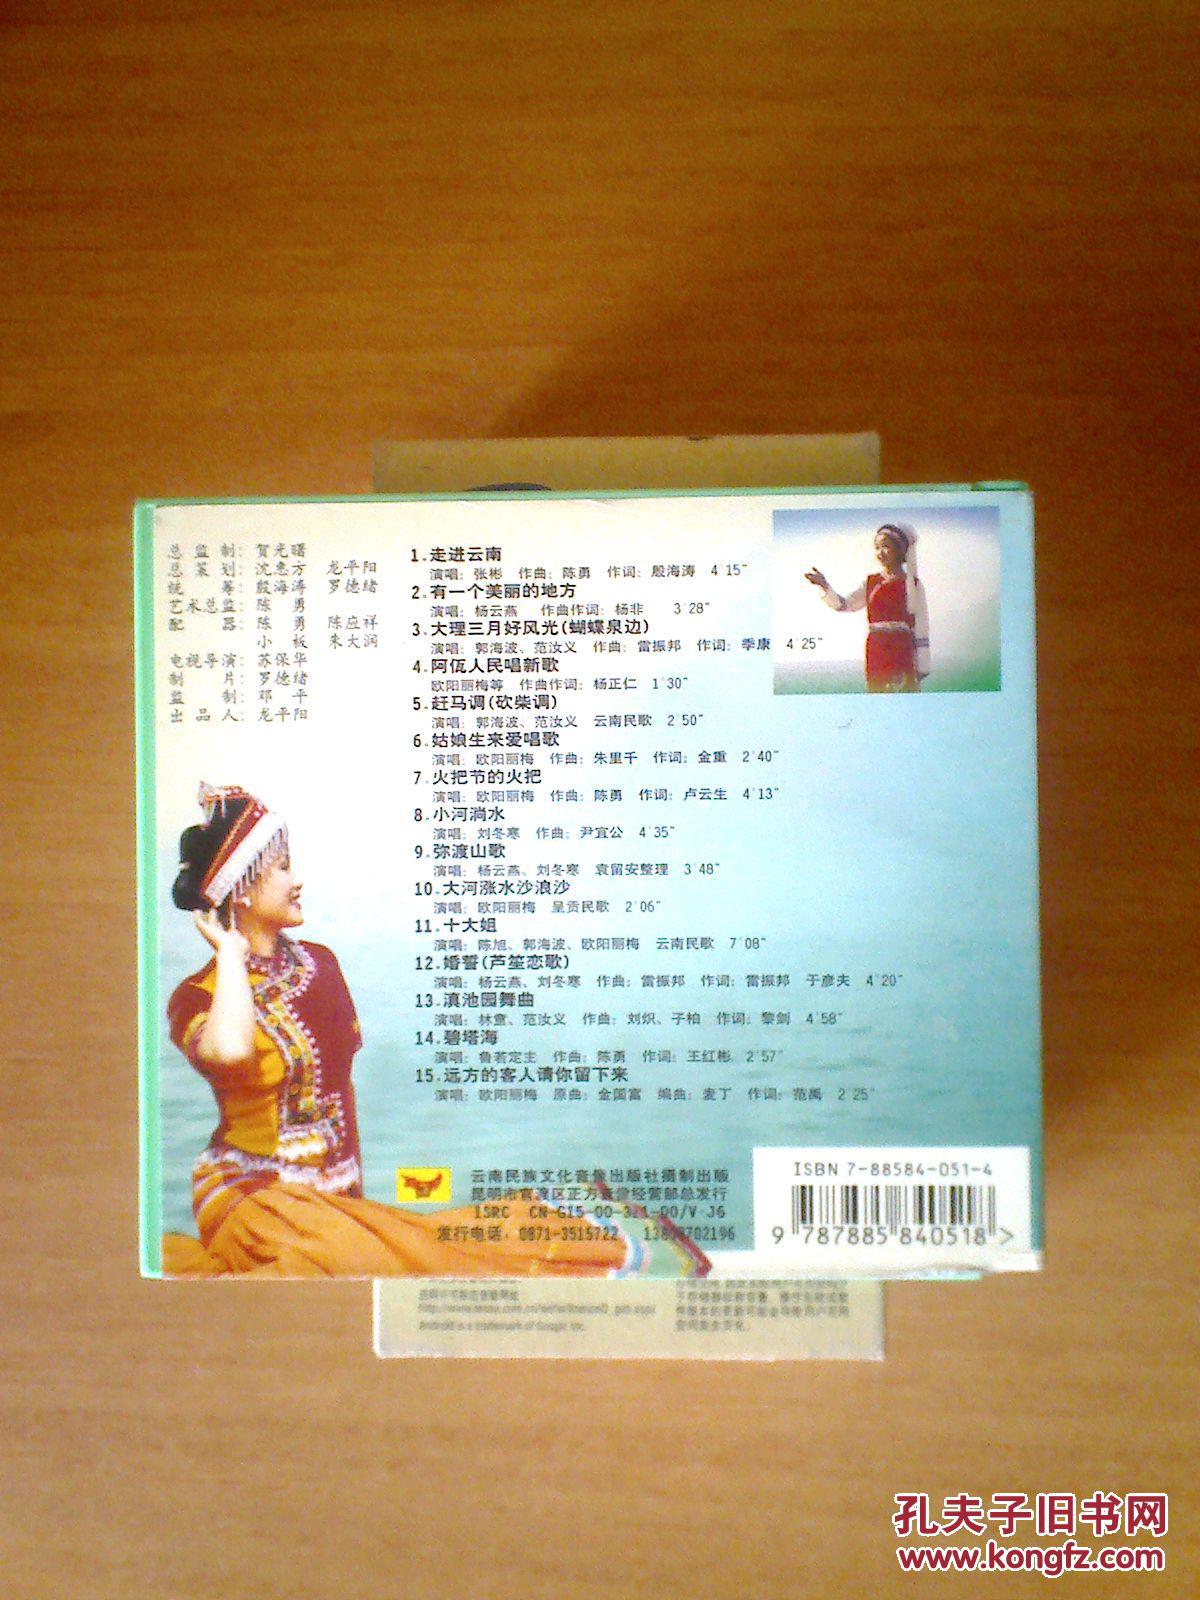 总监制：贺光曙
总策划：沈惠方 龙平阳
统筹：殷海涛 罗德绪
艺术总监：陈勇
配器：陈勇 陈应祥
小板 朱大润
电视导演：苏保华
制片：罗德绪
监制：邓平
出品人：龙平阳
1.走进云南
演唱：张彬 作曲：陈勇 作词：殷海涛 4'15"
2.有一个美丽的地方
演唱：杨云燕 作曲作词：杨非 3'28"
3.大理三月好风光(蝴蝶泉边)
演唱：郭海波、范汝义 作曲：雷振邦 作词：季康 4'25"
4.阿佤人民唱新歌
欧阳丽梅等 作曲作词：杨正仁 1'30"
5.赶马调(砍柴调)
演唱：郭海波、范汝义 云南民歌 2'50"
6.姑娘生来爱唱歌
演唱：欧阳丽梅 作曲：朱里千 作词：金重 2'40"
7.火把节的火把
演唱：欧阳丽梅 作曲：陈勇 作词：卢云生 4'13"
8.小河淌水
演唱：刘冬寒 作曲：尹宜公 4'35"
9.弥渡山歌
演唱：杨云燕、刘冬寒 袁留安整理 3'48"
10.大河涨水沙浪沙
演唱：欧阳丽梅 呈贡民歌 2'06"
11.十大姐
演唱：陈旭、郭海波、欧阳丽梅 云南民歌 7'08"
12.婚誓(芦笙恋歌)
演唱：杨云燕、刘冬寒 作曲：雷振邦 作词：雷振邦 于彦夫 4'20"
13.滇池园舞曲
演唱：林童、范汝义 作曲：刘炽、子柏 作词：黎剑 4'58"
14.碧塔海
演唱：鲁若定主 作曲：陈勇 作词：王红彬 2'57"
15.远方的客人请你留下来
演唱：欧阳丽梅 原曲：金国富 编曲：麦丁 作词：范禹 2'25"
云南民族文化音像出版社摄制出版
昆明市官渡区正方音像经营部总发行
ISRC CN-G15-00-311-00/V·J6
发行电话：0871-3515722
ISBN 7-88584-051-4
9 787885 840518 >
Android is a trademark of Google Inc.
孔夫子旧书网
www.kongfz.com